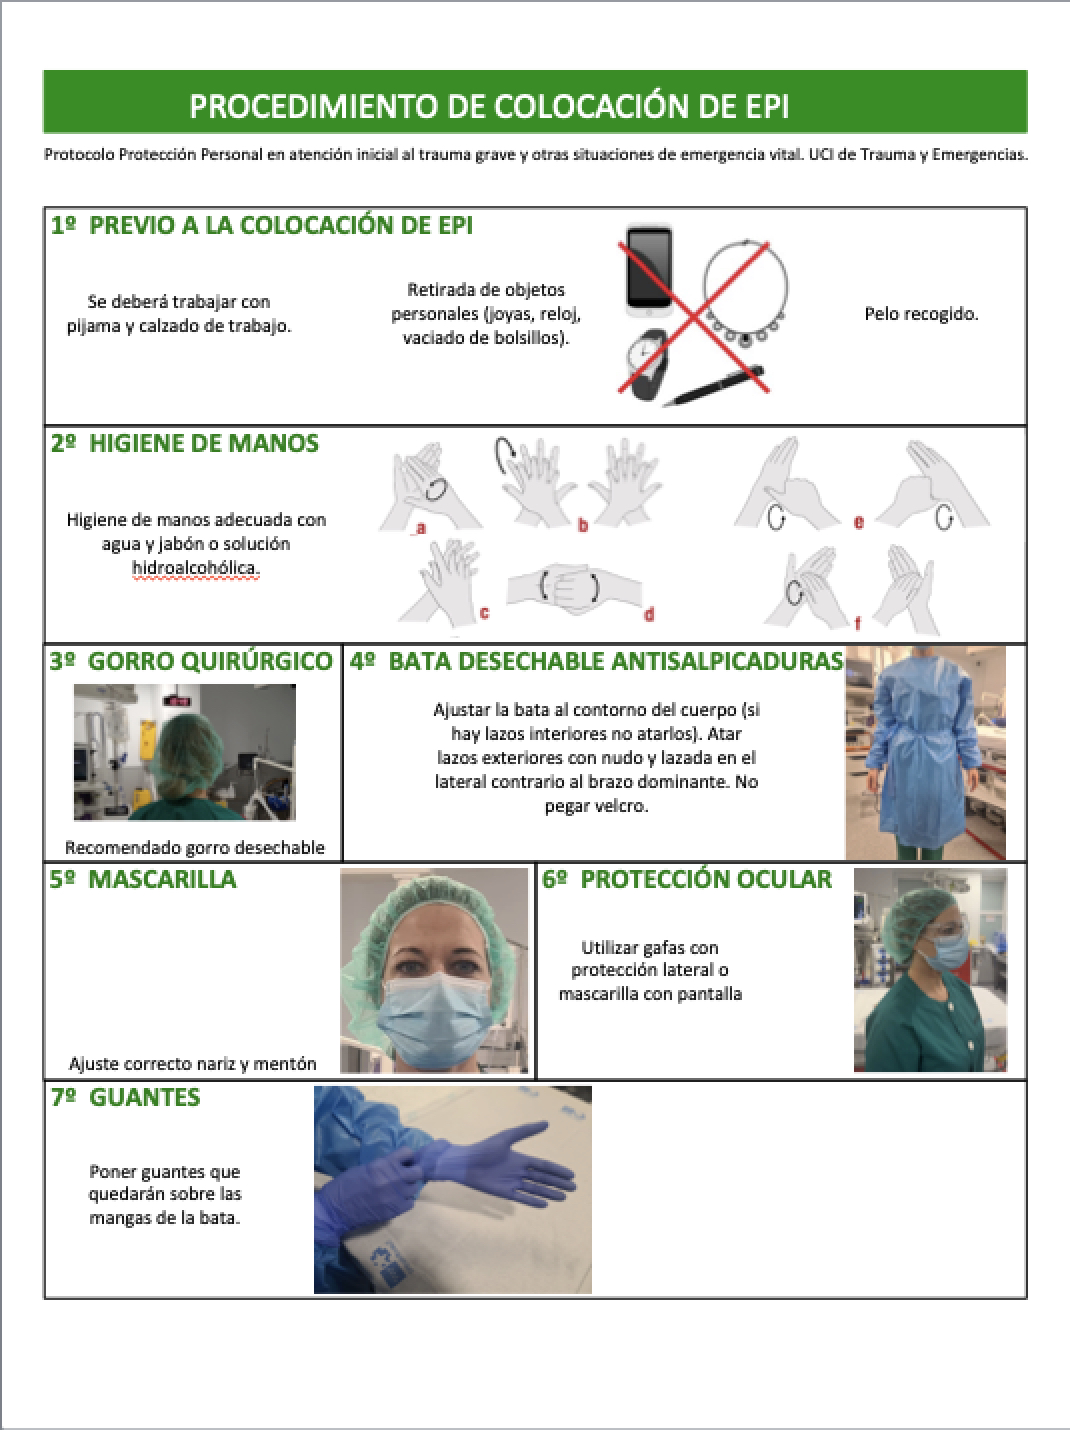 PROCEDIMIENTO DE COLOCACIÓN DE EPI
Protocolo Protección Personal en atención inicial al trauma grave y otras situaciones de emergencia vital. UCI de Trauma y Emergencias.
1º PREVIO A LA COLOCACIÓN DE EPI
Se deberá trabajar con
pijama y calzado de trabajo.
Retirada de objetos
personales (joyas, reloj,
vaciado de bolsillos).
Pelo recogido.
2º HIGIENE DE MANOS
Higiene de manos adecuada con
agua y jabón o solución
hidroalcohólica.
a
b
c
d
e
f
3º GORRO QUIRÚRGICO
Recomendado gorro desechable
4º BATA DESECHABLE ANTISALPICADURAS
Ajustar la bata al contorno del cuerpo (si
hay lazos interiores no atarlos). Atar
lazos exteriores con nudo y lazada en el
lateral contrario al brazo dominante. No
pegar velcro.
5º MASCARILLA
Ajuste correcto nariz y mentón
6º PROTECCIÓN OCULAR
Utilizar gafas con
protección lateral o
mascarilla con pantalla
7º GUANTES
Poner guantes que
quedarán sobre las
mangas de la bata.